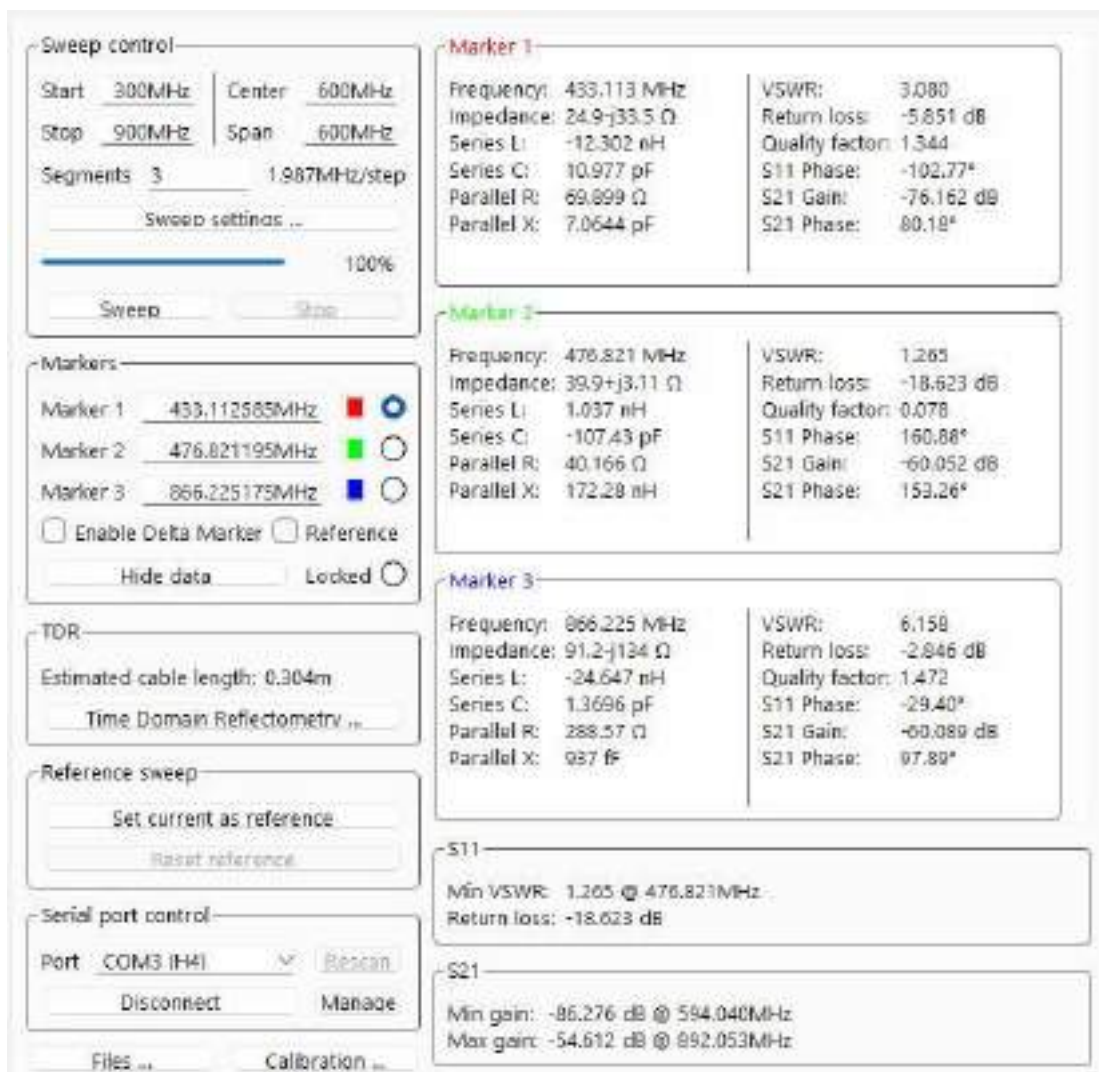 Sweep control
Start 300MHz Center 600MHz
Stop 900MHz Span 600MHz
Segments 3 1.987MHz/step
Sweep settings ...
100%
Sweep Stop
Markers
Marker 1 433.112585MHz
Marker 2 476.821195MHz
Marker 3 866.225175MHz
Enable Delta Marker Reference
Hide data Locked
TDR
Estimated cable length: 0.304m
Time Domain Reflectometry ...
Reference sweep
Set current as reference
Reset reference
Serial port control
Port COM3 (H4) Rescan
Disconnect Manage
Files ... Calibration ...
Marker 1
Frequency: 433.113 MHz
Impedance: 24.9-j33.5 Ω
Series L: -12.302 nH
Series C: 10.977 pF
Parallel R: 69.899 Ω
Parallel X: 7.0644 pF
VSWR: 3.080
Return loss: -5.851 dB
Quality factor: 1.344
S11 Phase: -102.77°
S21 Gain: -76.162 dB
S21 Phase: 80.18°
Marker 2
Frequency: 476.821 MHz
Impedance: 39.9+j3.11 Ω
Series L: 1.037 nH
Series C: -107.43 pF
Parallel R: 40.166 Ω
Parallel X: 172.28 nH
VSWR: 1.265
Return loss: -18.623 dB
Quality factor: 0.078
S11 Phase: 160.88°
S21 Gain: -60.052 dB
S21 Phase: 153.26°
Marker 3
Frequency: 866.225 MHz
Impedance: 91.2-j134 Ω
Series L: -24.647 nH
Series C: 1.3696 pF
Parallel R: 288.57 Ω
Parallel X: 937 fF
VSWR: 6.158
Return loss: -2.846 dB
Quality factor: 1.472
S11 Phase: -29.40°
S21 Gain: -60.089 dB
S21 Phase: 97.89°
S11
Min VSWR: 1.265 @ 476.821MHz
Return loss: -18.623 dB
S21
Min gain: -86.276 dB @ 594.040MHz
Max gain: -54.612 dB @ 892.053MHz